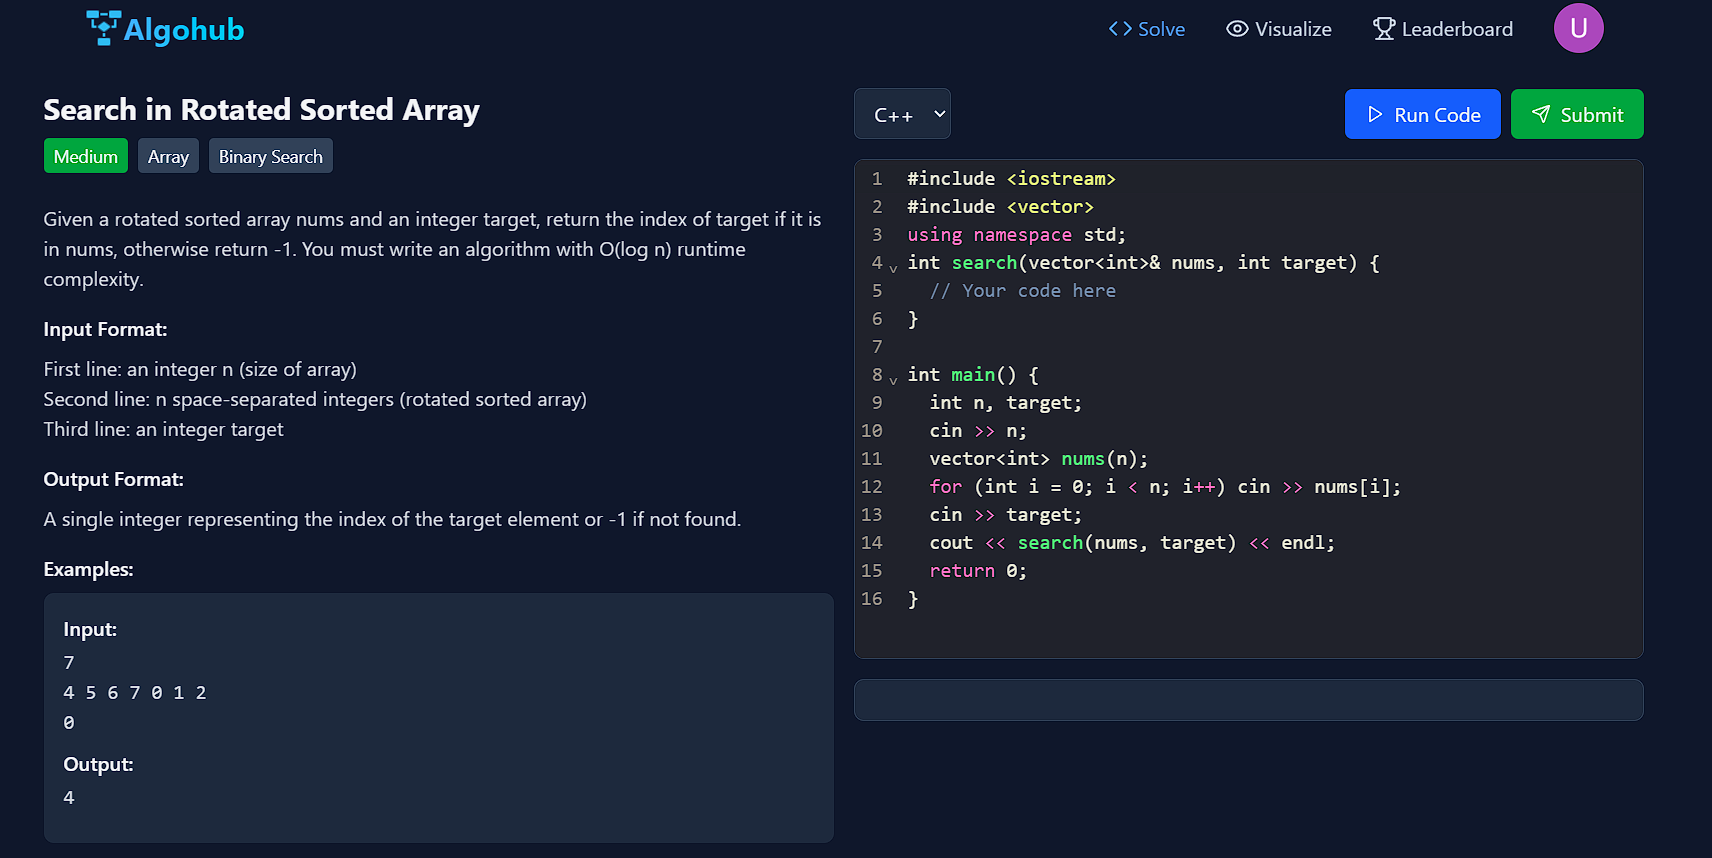 Algohub
Solve
Visualize
Leaderboard
U
Search in Rotated Sorted Array
Medium
Array
Binary Search
Given a rotated sorted array nums and an integer target, return the index of target if it is
in nums, otherwise return -1. You must write an algorithm with O(log n) runtime
complexity.
Input Format:
First line: an integer n (size of array)
Second line: n space-separated integers (rotated sorted array)
Third line: an integer target
Output Format:
A single integer representing the index of the target element or -1 if not found.
Examples:
Input:
7
4 5 6 7 0 1 2
0
Output:
4
C++
Run Code
Submit
1 #include <iostream>
2 #include <vector>
3 using namespace std;
4 int search(vector<int>& nums, int target) {
5   // Your code here
6 }
7
8 int main() {
9   int n, target;
10   cin >> n;
11   vector<int> nums(n);
12   for (int i = 0; i < n; i++) cin >> nums[i];
13   cin >> target;
14   cout << search(nums, target) << endl;
15   return 0;
16 }